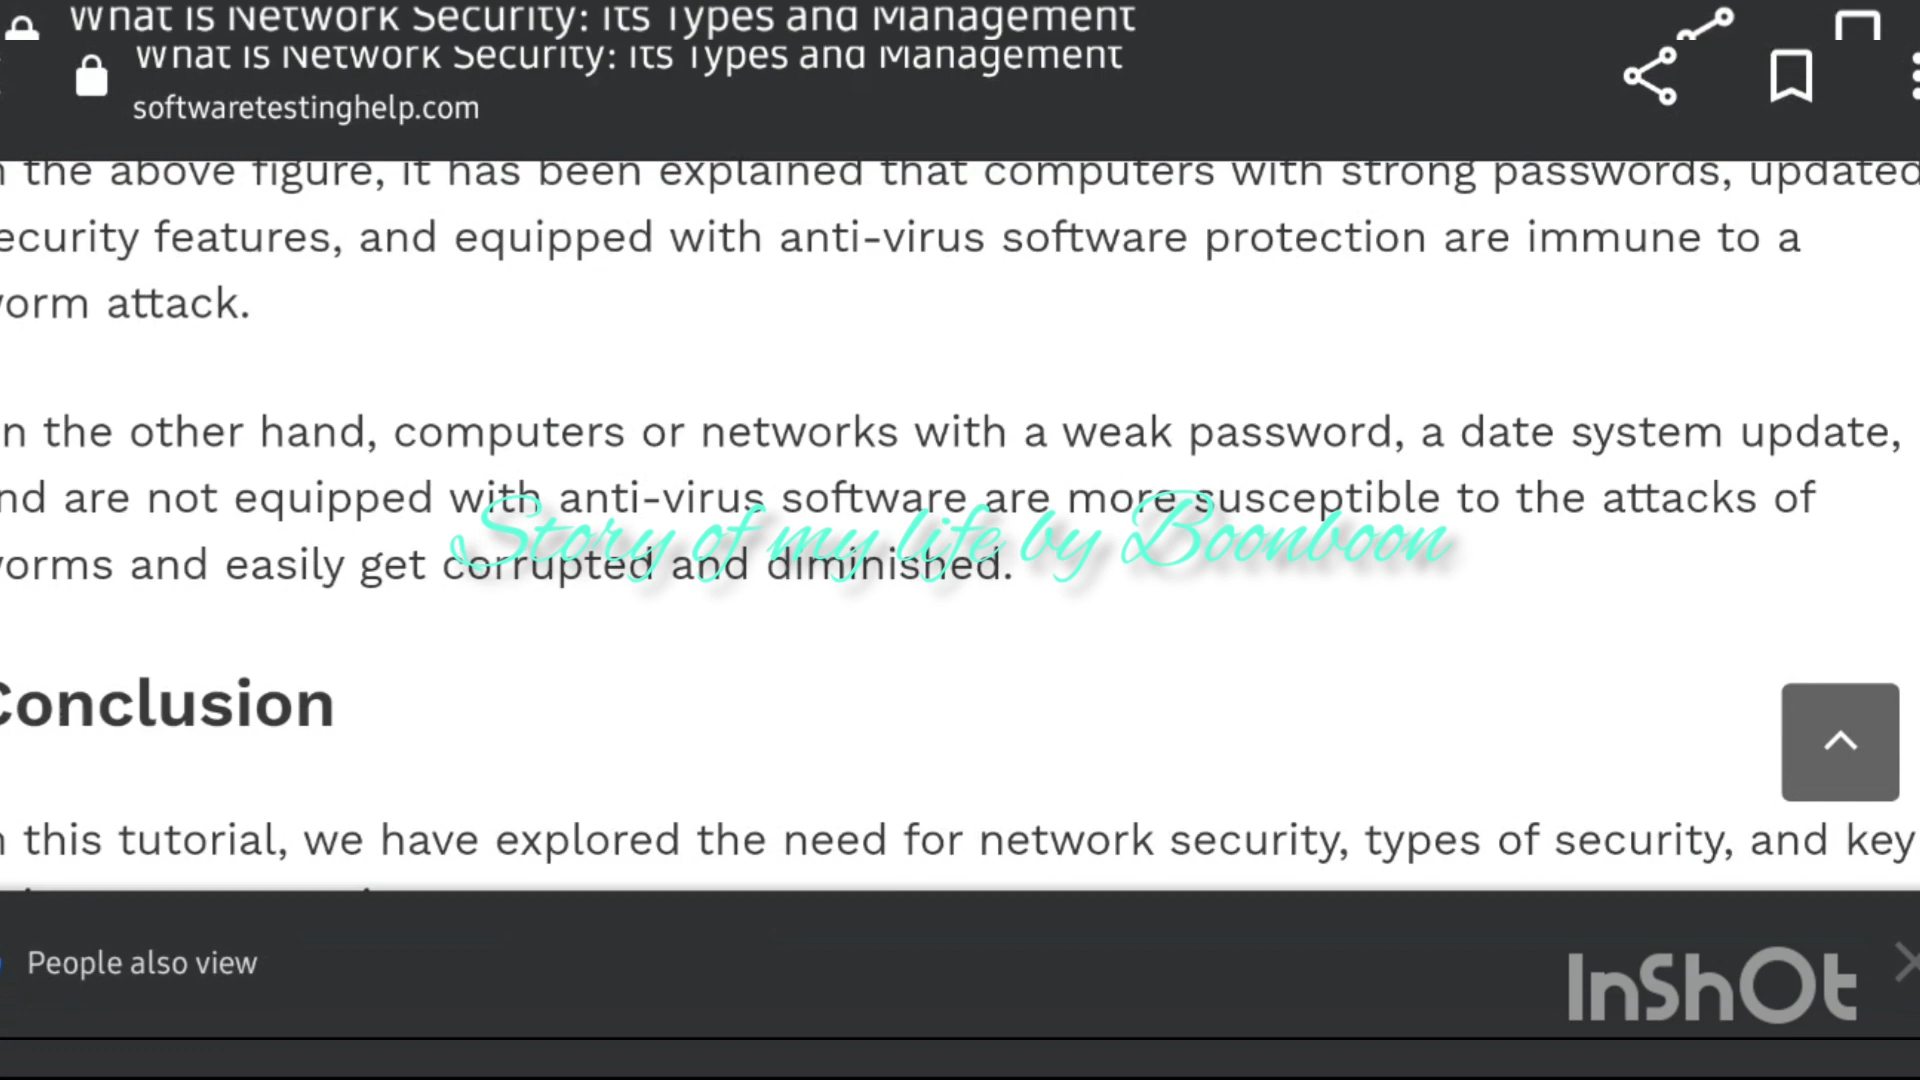 What is Network Security: Its Types and Management
What is Network Security: Its Types and Management
softwaretestinghelp.com
the above figure, it has been explained that computers with strong passwords, updated
ecurity features, and equipped with anti-virus software protection are immune to a
orm attack.
n the other hand, computers or networks with a weak password, a date system update,
nd are not equipped with anti-virus software are more susceptible to the attacks of
orms and easily get corrupted and diminished.
Story of my life by Boonboon
Conclusion
this tutorial, we have explored the need for network security, types of security, and key
People also view
InShOt